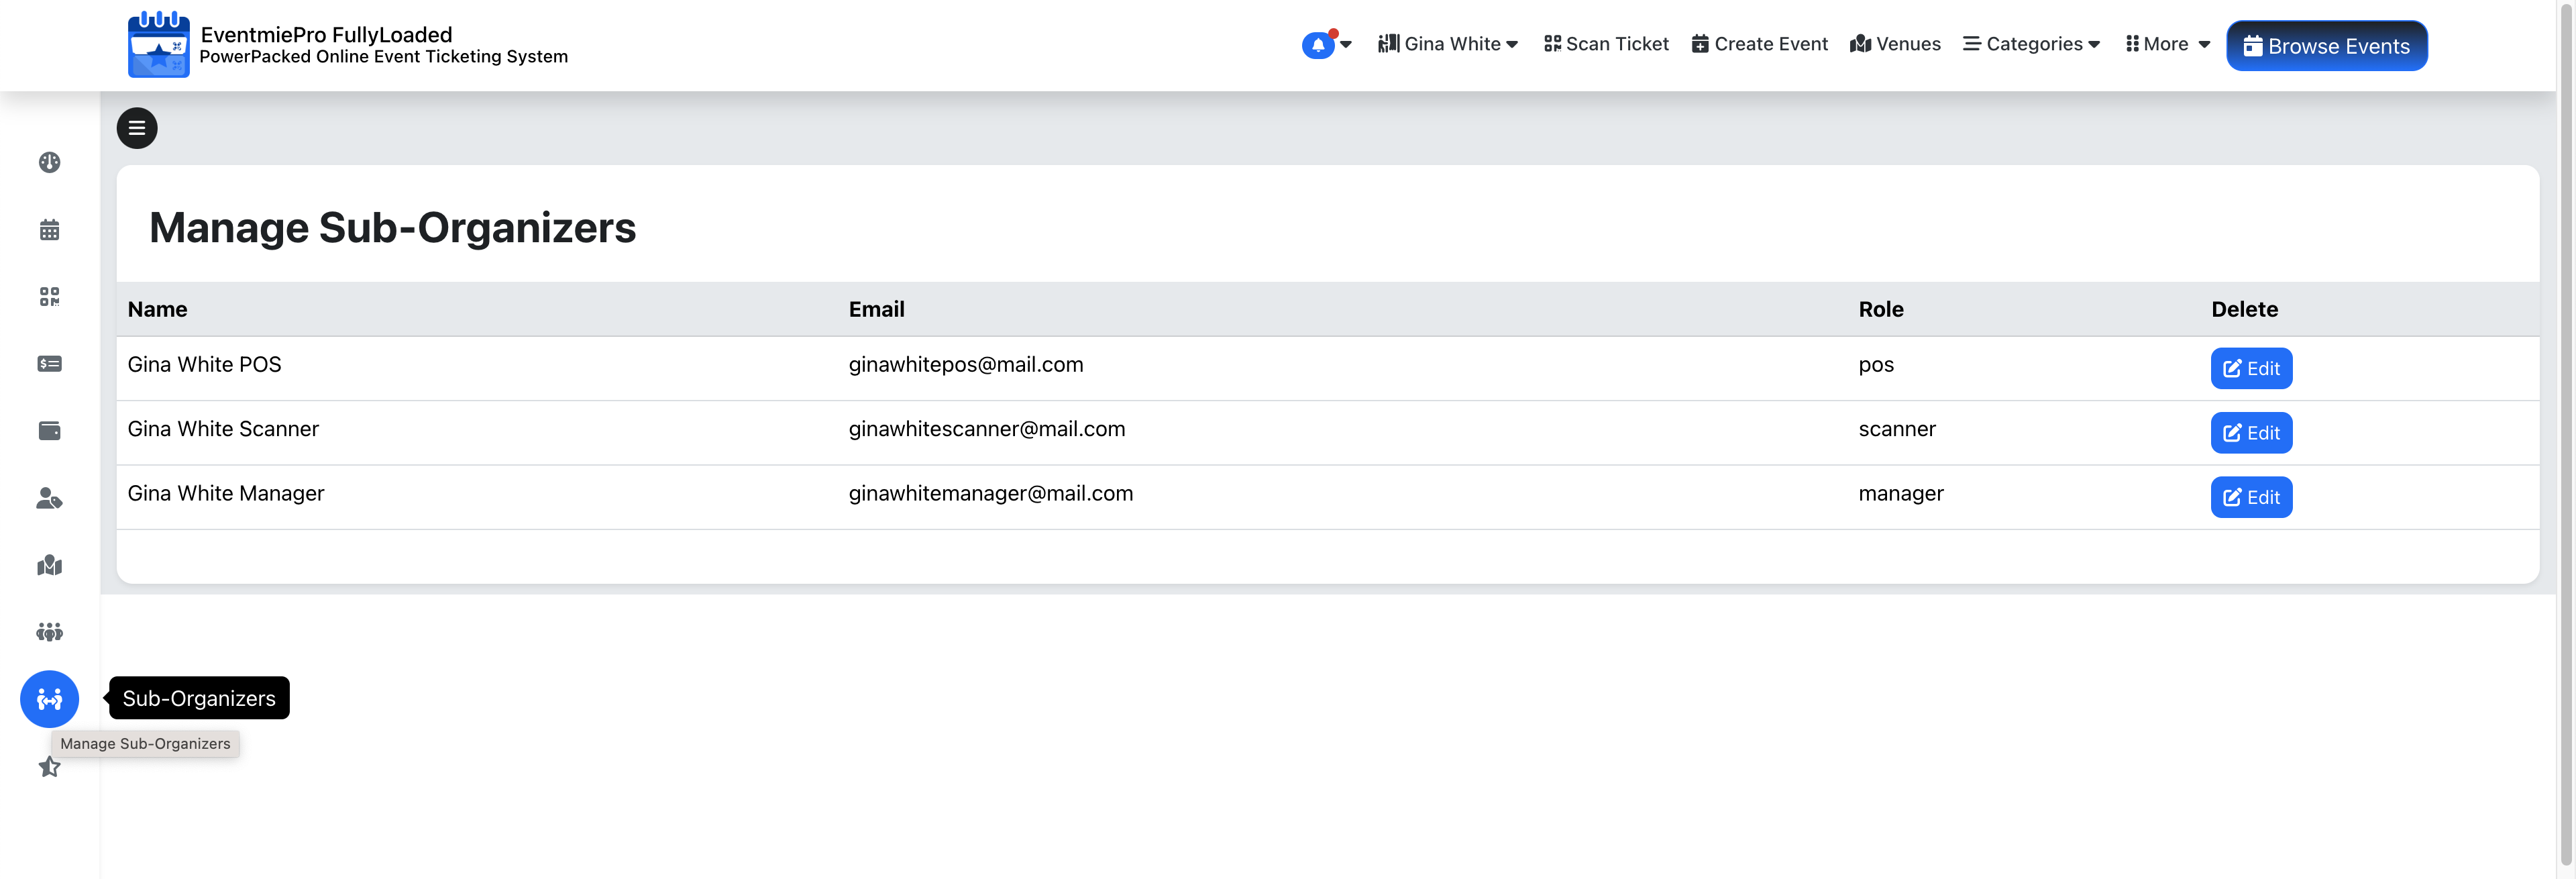 EventmiePro FullyLoaded
PowerPacked Online Event Ticketing System
Gina White
Scan Ticket
Create Event
Venues
Categories
More
Browse Events
Manage Sub-Organizers
Name Email Role Delete
Gina White POS ginawhitepos@mail.com pos Edit
Gina White Scanner ginawhitescanner@mail.com scanner Edit
Gina White Manager ginawhitemanager@mail.com manager Edit
Sub-Organizers
Manage Sub-Organizers